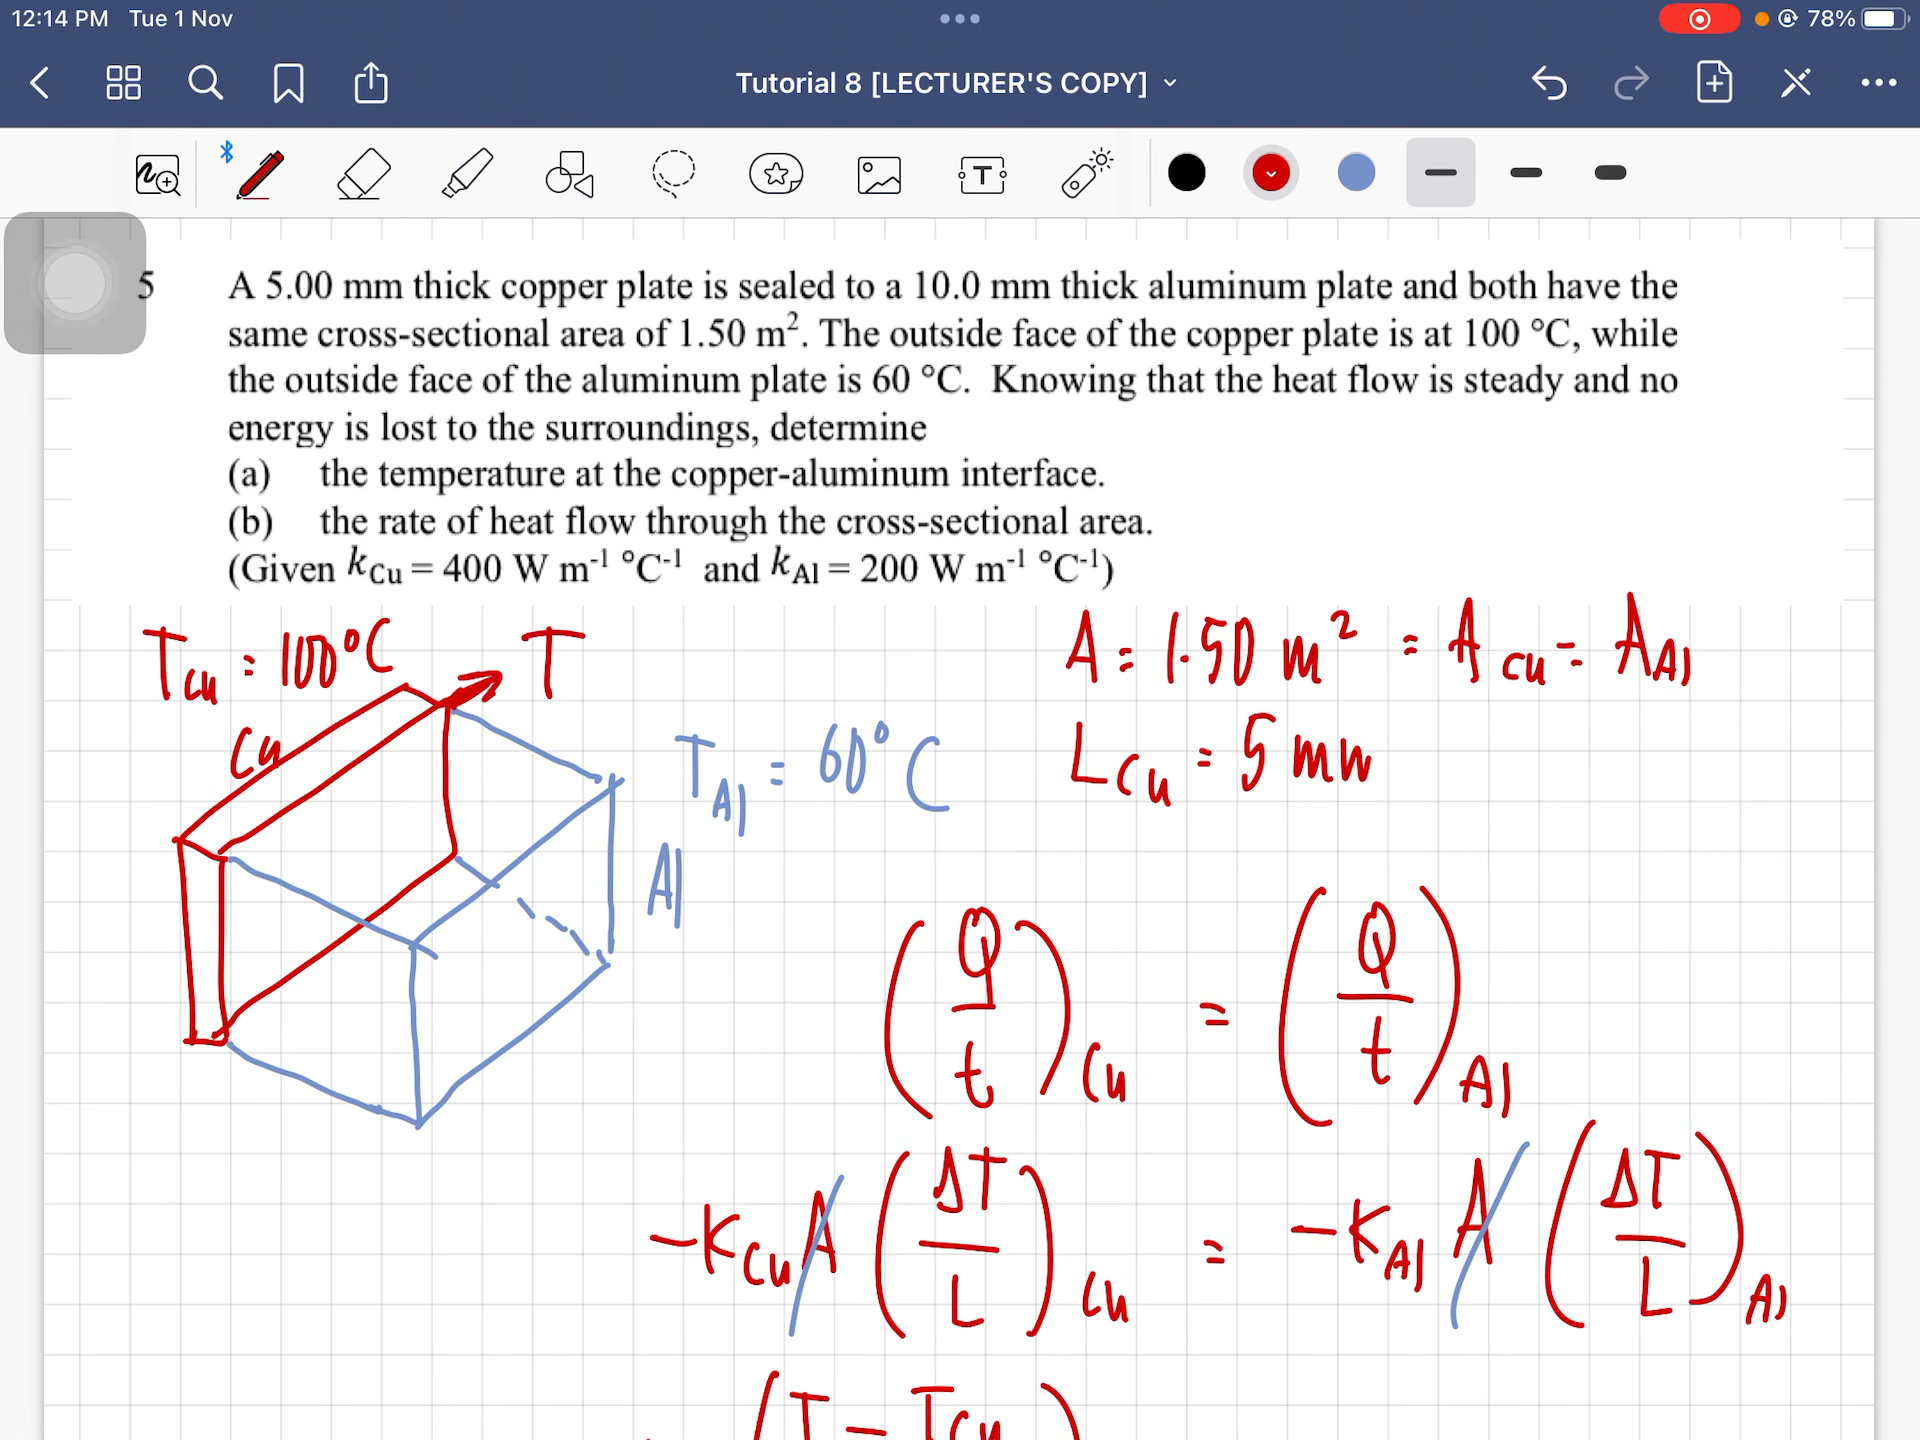 12:14 PM Tue 1 Nov
78%
Tutorial 8 [LECTURER'S COPY]
5 A 5.00 mm thick copper plate is sealed to a 10.0 mm thick aluminum plate and both have the
same cross-sectional area of 1.50 m². The outside face of the copper plate is at 100 °C, while
the outside face of the aluminum plate is 60 °C. Knowing that the heat flow is steady and no
energy is lost to the surroundings, determine
(a) the temperature at the copper-aluminum interface.
(b) the rate of heat flow through the cross-sectional area.
(Given kCu = 400 W m⁻¹ °C⁻¹ and kAl = 200 W m⁻¹ °C⁻¹)
TCu = 100°C T
A = 1.50 m² = ACu = AAl
Cu
TAl = 60°C
LCu = 5 mm
Al
(Q/t)Cu = (Q/t)Al
-KCu A (ΔT/L)Cu = -KAl A (ΔT/L)Al
(T - TCu)